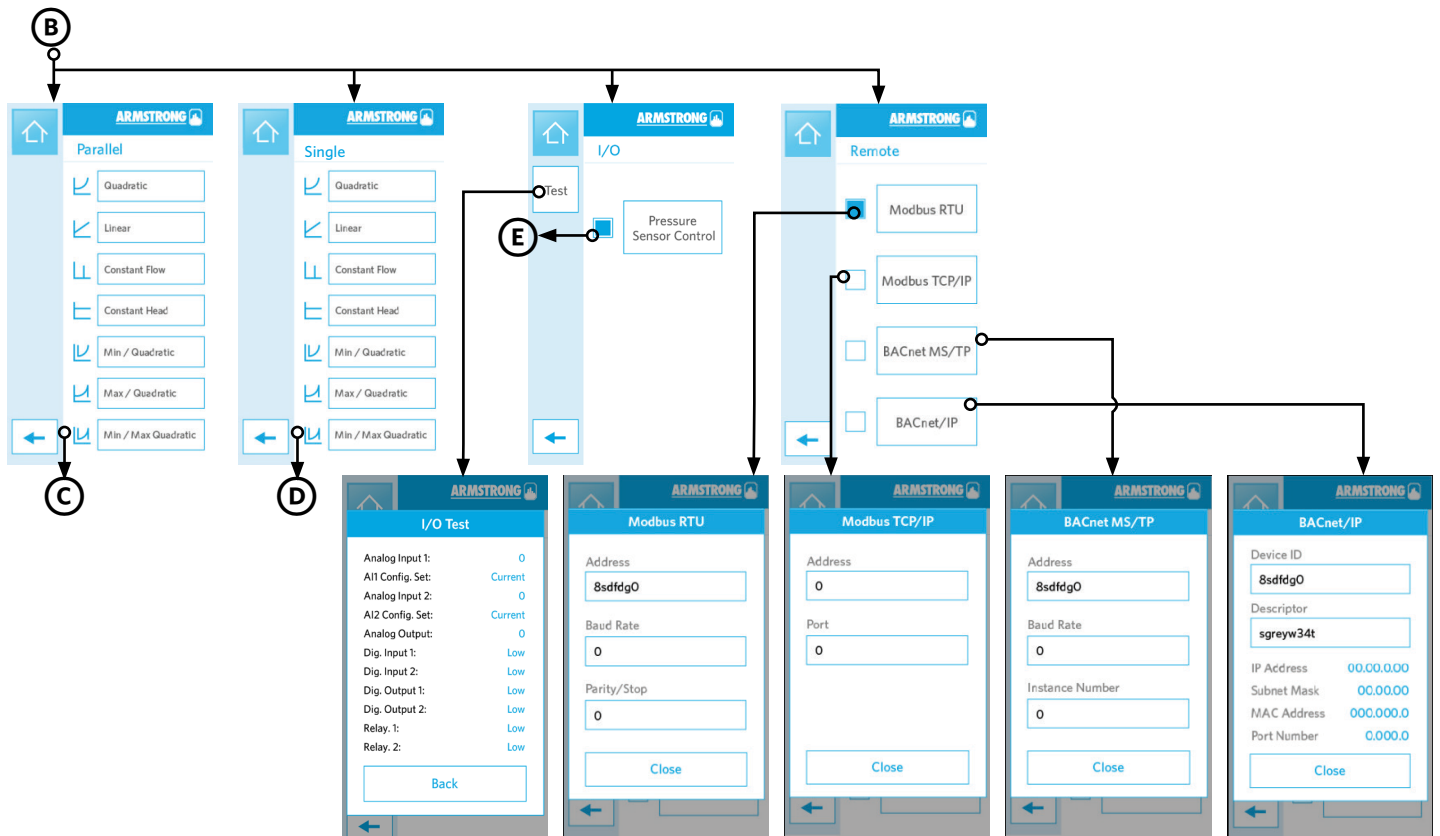 B
ARMSTRONG
Parallel
Quadratic
Linear
Constant Flow
Constant Head
Min / Quadratic
Max / Quadratic
Min / Max Quadratic
C
ARMSTRONG
Single
Quadratic
Linear
Constant Flow
Constant Head
Min / Quadratic
Max / Quadratic
Min / Max Quadratic
D
ARMSTRONG
I/O
Test
E
Pressure
Sensor Control
ARMSTRONG
Remote
Modbus RTU
Modbus TCP/IP
BACnet MS/TP
BACnet/IP
ARMSTRONG
I/O Test
Analog Input 1: 0
AI1 Config. Set: Current
Analog Input 2: 0
AI2 Config. Set: Current
Analog Output: 0
Dig. Input 1: Low
Dig. Input 2: Low
Dig. Output 1: Low
Dig. Output 2: Low
Relay. 1: Low
Relay. 2: Low
Back
ARMSTRONG
Modbus RTU
Address
8sdfdg0
Baud Rate
0
Parity/Stop
0
Close
ARMSTRONG
Modbus TCP/IP
Address
0
Port
0
Close
ARMSTRONG
BACnet MS/TP
Address
8sdfdg0
Baud Rate
0
Instance Number
0
Close
ARMSTRONG
BACnet/IP
Device ID
8sdfdg0
Descriptor
sgreyw34t
IP Address 00.00.0.00
Subnet Mask 00.00.00
MAC Address 000.000.0
Port Number 0.000.0
Close